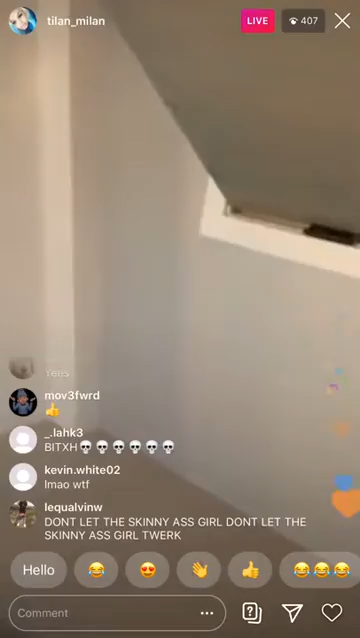 tilan_milan
LIVE
407
Yees
mov3fwrd
👍
_.lahk3
BITXH💀💀💀💀💀💀
kevin.white02
lmao wtf
lequalvinw
DONT LET THE SKINNY ASS GIRL DONT LET THE
SKINNY ASS GIRL TWERK
Hello 😂 😍 👋 👍 😂😂😂
Comment